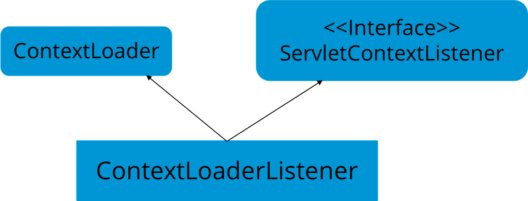 ContextLoader
<<Interface>>
ServletContextListener
ContextLoaderListener